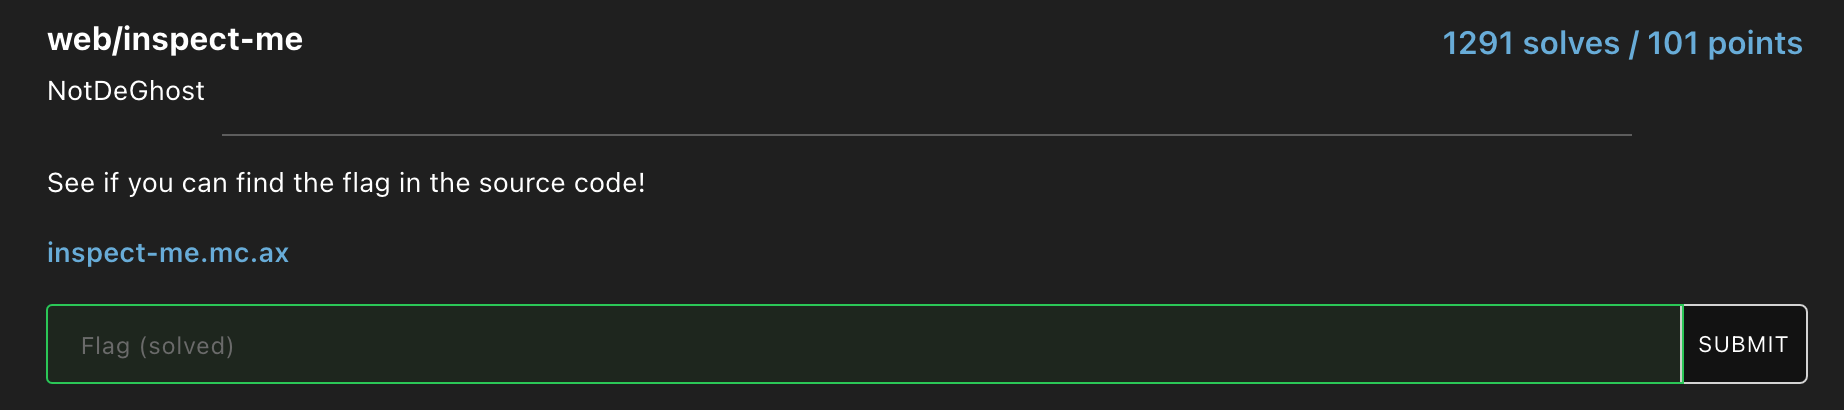 web/inspect-me
1291 solves / 101 points
NotDeGhost
See if you can find the flag in the source code!
inspect-me.mc.ax
Flag (solved)
SUBMIT